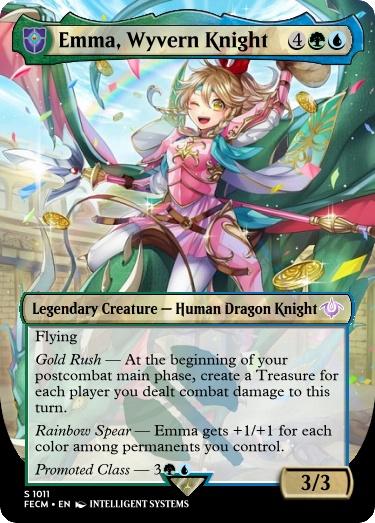 Emma, Wyvern Knight 4
Legendary Creature — Human Dragon Knight
Flying
Gold Rush — At the beginning of your
postcombat main phase, create a Treasure for
each player you dealt combat damage to this
turn.
Rainbow Spear — Emma gets +1/+1 for each
color among permanents you control.
Promoted Class — 3
3/3
S 1011
FECM • EN INTELLIGENT SYSTEMS